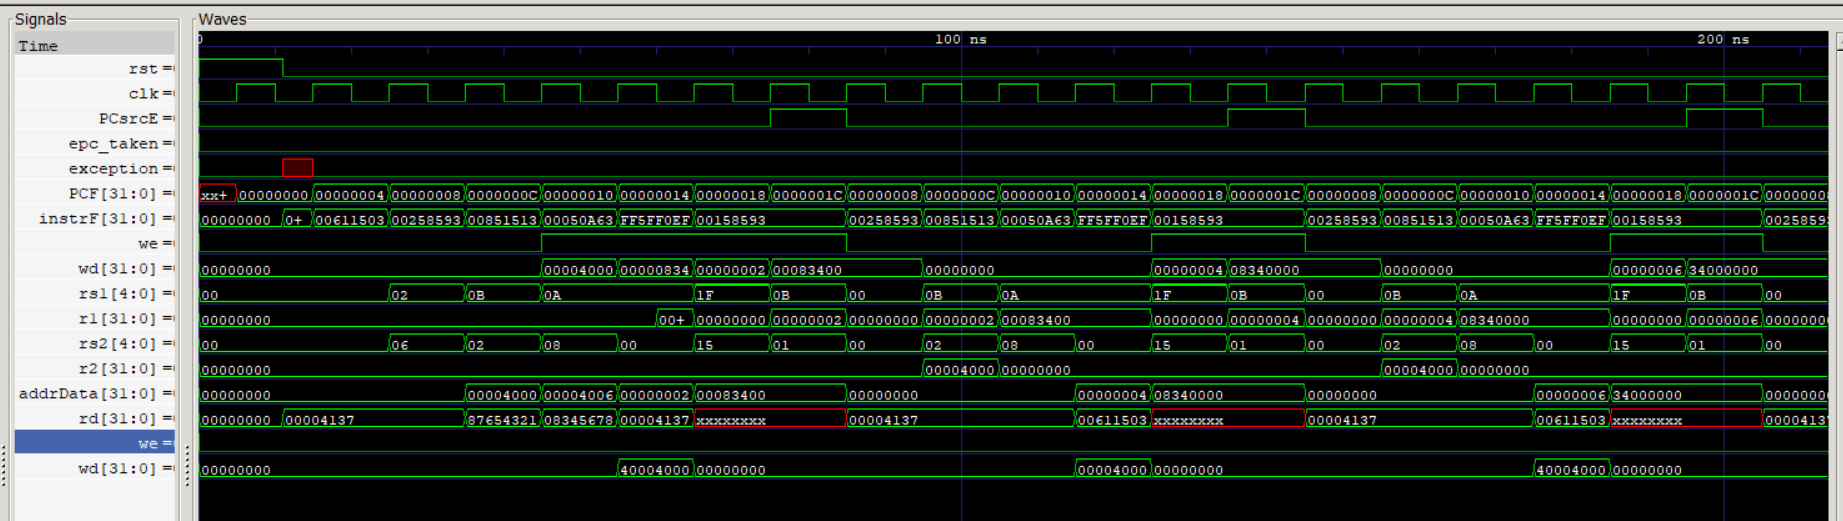 Signals Waves
Time 0 100 ns 200 ns
rst =
clk =
PCsrcE =
epc_taken =
exception =
PCF[31:0] = xx+ 00000000 00000004 00000008 0000000C 00000010 00000014 00000018 0000001C 00000008 0000000C 00000010 00000014 00000018 0000001C 00000008 0000000C 00000010 00000014 00000018 0000001C 00000008
instrF[31:0] = 00000000 0+ 00611503 00258593 00851513 00050A63 FF5FF0EF 00158593 00258593 00851513 00050A63 FF5FF0EF 00158593 00258593 00851513 00050A63 FF5FF0EF 00158593 0025859
we =
wd[31:0] = 00000000 00004000 00000834 00000002 00083400 00000000 00000004 08340000 00000000 00000006 34000000
rs1[4:0] = 00 02 0B 0A 1F 0B 00 0B 0A 1F 0B 00 0B 0A 1F 0B 00
r1[31:0] = 00000000 00+ 00000000 00000002 00000000 00000002 00083400 00000000 00000004 00000000 00000004 08340000 00000000 00000006 0000000
rs2[4:0] = 00 06 02 08 00 15 01 00 02 08 00 15 01 00 02 08 00 15 01 00
r2[31:0] = 00000000 00004000 00000000 00004000 00000000
addrData[31:0] = 00000000 00004000 00004006 00000002 00083400 00000000 00000004 08340000 00000000 00000006 34000000 0000000
rd[31:0] = 00000000 00004137 87654321 08345678 00004137 xxxxxxxx 00004137 00611503 xxxxxxxx 00004137 00611503 xxxxxxxx 0000413
we =
wd[31:0] = 00000000 40004000 00000000 00004000 00000000 40004000 00000000